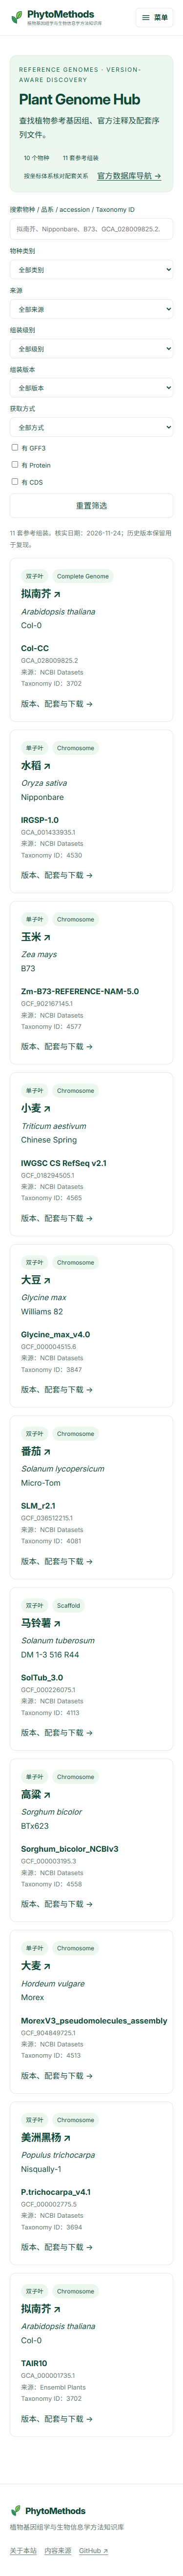 PhytoMethods
植物基因组学与生物信息学方法知识库
菜单
REFERENCE GENOMES · VERSION-
AWARE DISCOVERY
Plant Genome Hub
查找植物参考基因组、官方注释及配套序
列文件。
10 个物种
11 套参考组装
按坐标体系核对配套关系
官方数据库导航 →
搜索物种 / 品系 / accession / Taxonomy ID
拟南芥、Nipponbare、B73、GCA_028009825.2.
物种类别
全部类别
来源
全部来源
组装级别
全部级别
组装版本
全部版本
获取方式
全部方式
有 GFF3
有 Protein
有 CDS
重置筛选
11 套参考组装。核实日期：2026-11-24；历史版本保留用
于复现。
双子叶
Complete Genome
拟南芥 ↗
Arabidopsis thaliana
Col-0
Col-CC
GCA_028009825.2
来源：NCBI Datasets
Taxonomy ID：3702
版本、配套与下载 →
单子叶
Chromosome
水稻 ↗
Oryza sativa
Nipponbare
IRGSP-1.0
GCA_001433935.1
来源：NCBI Datasets
Taxonomy ID：4530
版本、配套与下载 →
单子叶
Chromosome
玉米 ↗
Zea mays
B73
Zm-B73-REFERENCE-NAM-5.0
GCF_902167145.1
来源：NCBI Datasets
Taxonomy ID：4577
版本、配套与下载 →
单子叶
Chromosome
小麦 ↗
Triticum aestivum
Chinese Spring
IWGSC CS RefSeq v2.1
GCF_018294505.1
来源：NCBI Datasets
Taxonomy ID：4565
版本、配套与下载 →
双子叶
Chromosome
大豆 ↗
Glycine max
Williams 82
Glycine_max_v4.0
GCF_000004515.6
来源：NCBI Datasets
Taxonomy ID：3847
版本、配套与下载 →
双子叶
Chromosome
番茄 ↗
Solanum lycopersicum
Micro-Tom
SLM_r2.1
GCF_036512215.1
来源：NCBI Datasets
Taxonomy ID：4081
版本、配套与下载 →
双子叶
Scaffold
马铃薯 ↗
Solanum tuberosum
DM 1-3 516 R44
SolTub_3.0
GCF_000226075.1
来源：NCBI Datasets
Taxonomy ID：4113
版本、配套与下载 →
单子叶
Chromosome
高粱 ↗
Sorghum bicolor
BTx623
Sorghum_bicolor_NCBIv3
GCF_000003195.3
来源：NCBI Datasets
Taxonomy ID：4558
版本、配套与下载 →
单子叶
Chromosome
大麦 ↗
Hordeum vulgare
Morex
MorexV3_pseudomolecules_assembly
GCF_904849725.1
来源：NCBI Datasets
Taxonomy ID：4513
版本、配套与下载 →
双子叶
Chromosome
美洲黑杨 ↗
Populus trichocarpa
Nisqually-1
P.trichocarpa_v4.1
GCF_000002775.5
来源：NCBI Datasets
Taxonomy ID：3694
版本、配套与下载 →
双子叶
Chromosome
拟南芥 ↗
Arabidopsis thaliana
Col-0
TAIR10
GCA_000001735.1
来源：Ensembl Plants
Taxonomy ID：3702
版本、配套与下载 →
PhytoMethods
植物基因组学与生物信息学方法知识库
关于本站
内容来源
GitHub ↗